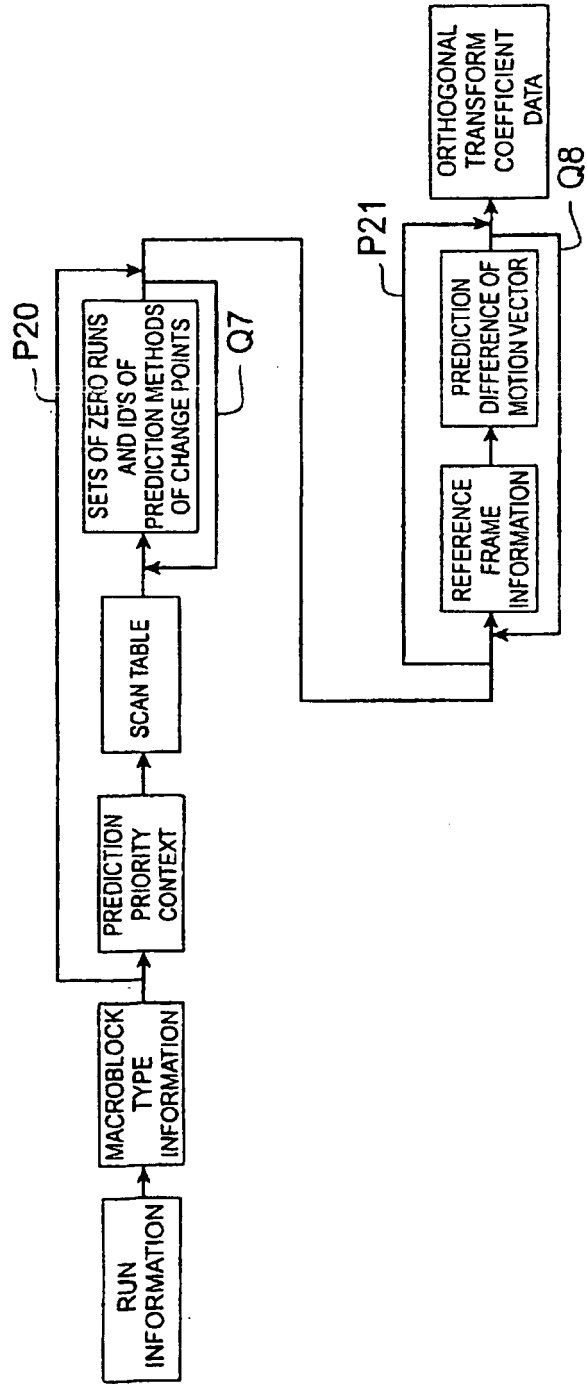 RUN
INFORMATION
MACROBLOCK
TYPE
INFORMATION
PREDICTION
PRIORITY
CONTEXT
SCAN TABLE
SETS OF ZERO RUNS
AND ID'S OF
PREDICTION METHODS
OF CHANGE POINTS
P20
Q7
REFERENCE
FRAME
INFORMATION
PREDICTION
DIFFERENCE OF
MOTION VECTOR
P21
Q8
ORTHOGONAL
TRANSFORM
COEFFICIENT
DATA